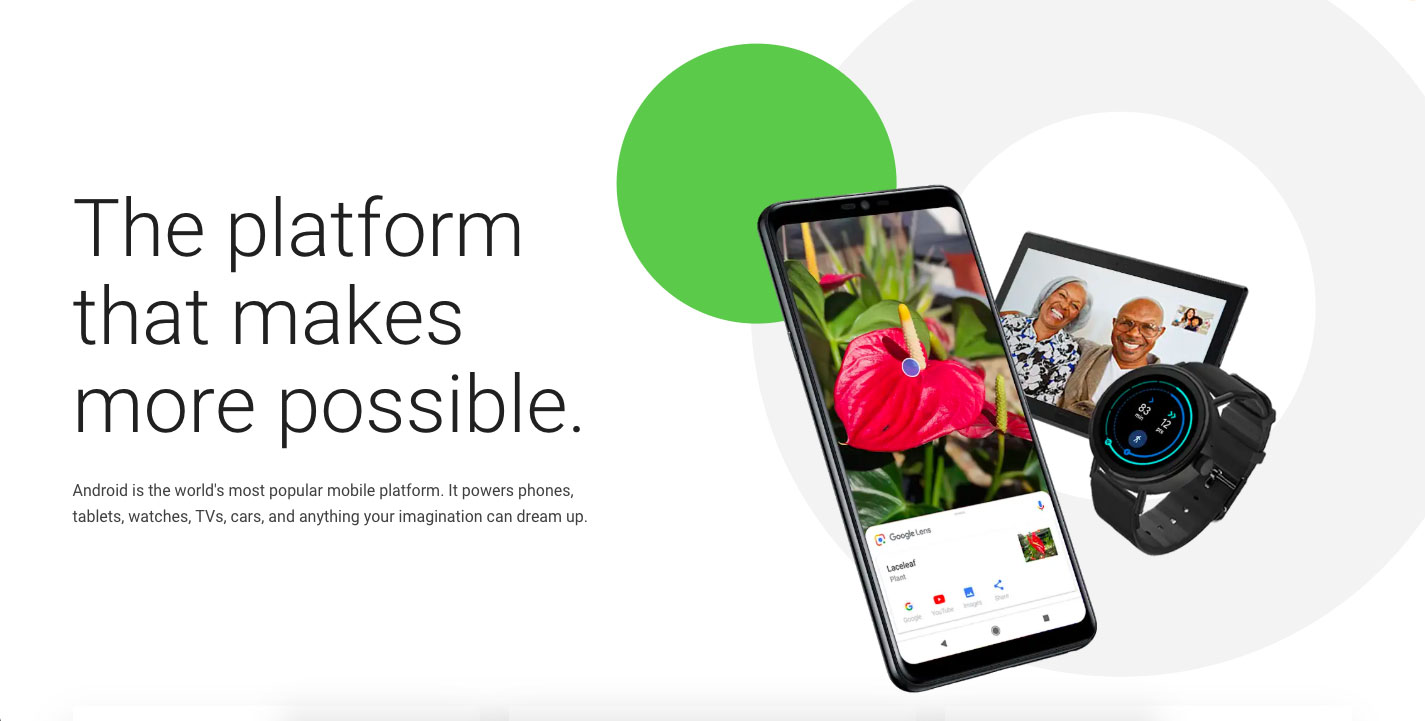 The platform
that makes
more possible.
Android is the world's most popular mobile platform. It powers phones,
tablets, watches, TVs, cars, and anything your imagination can dream up.
83
min
12
pts
Google Lens
Laceleaf
Plant
Google
YouTube
Images
Share